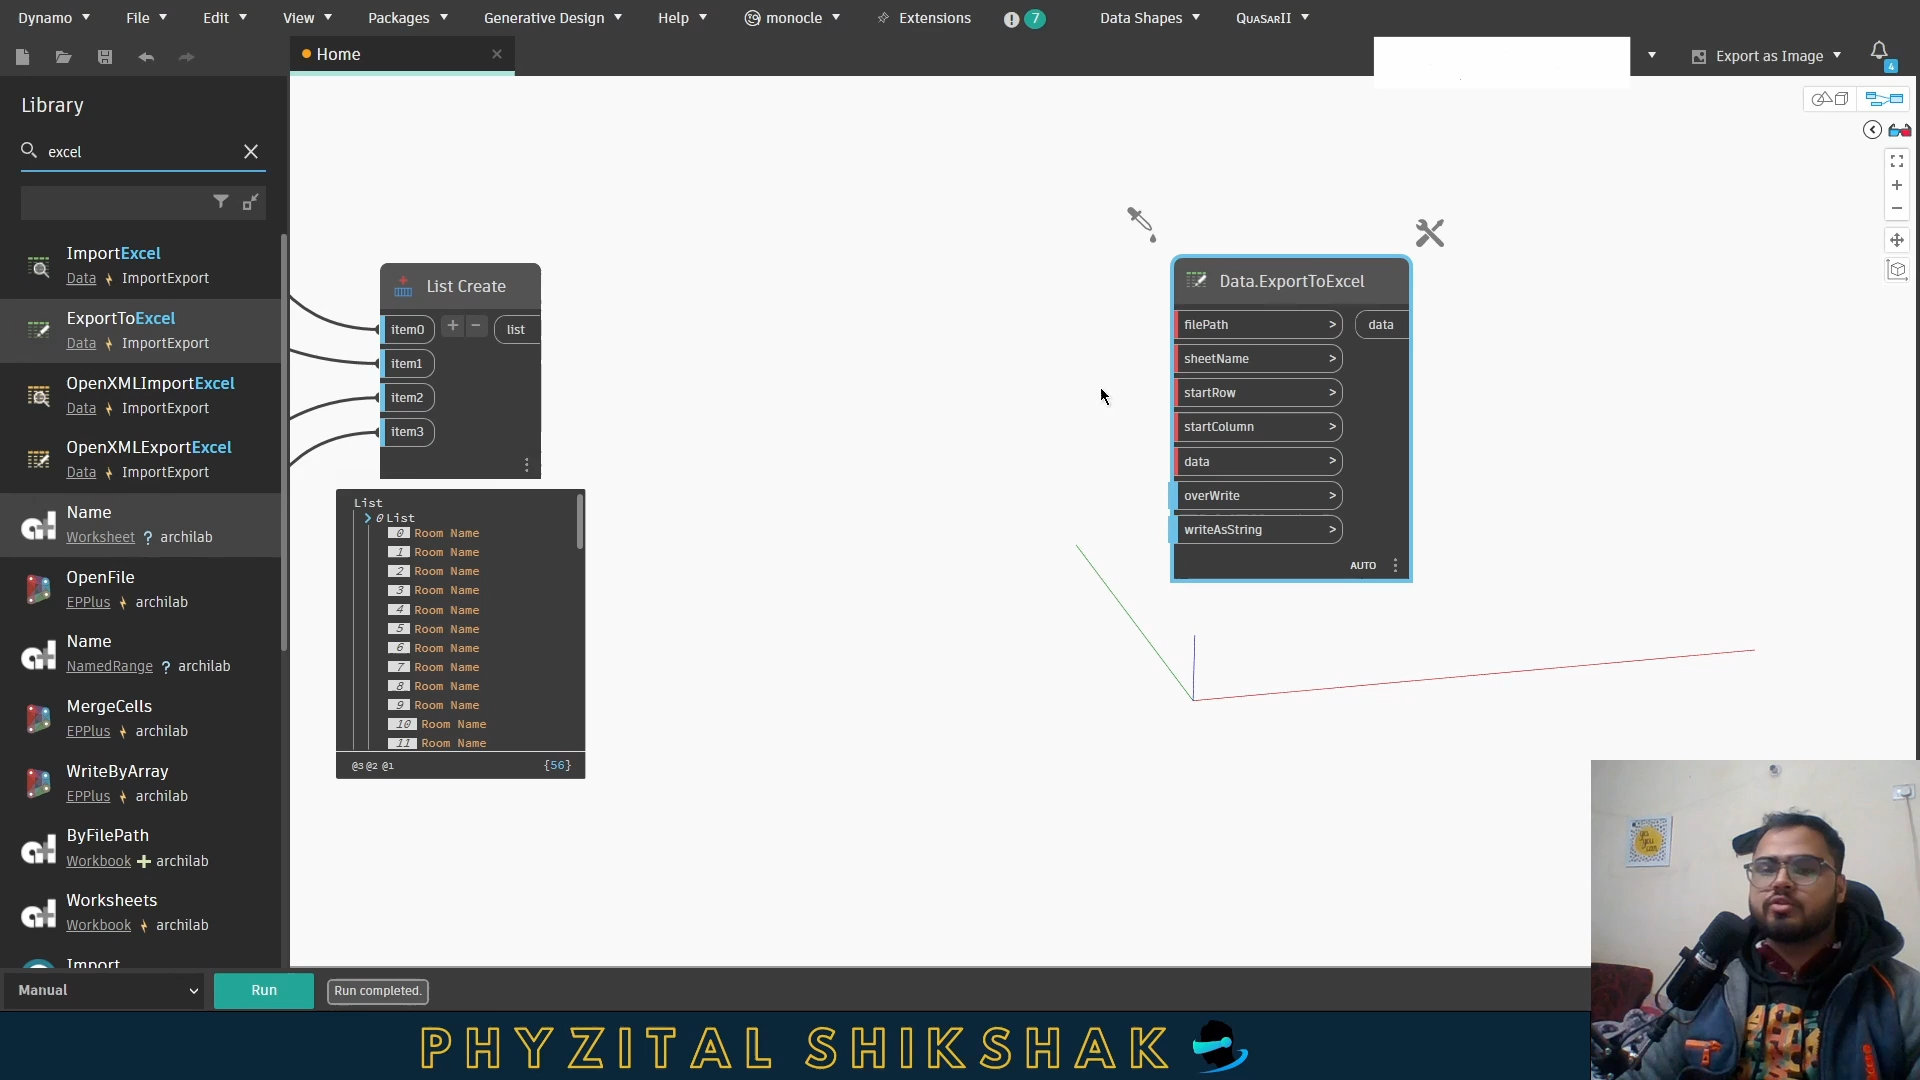 Dynamo File Edit View Packages Generative Design Help monocle Extensions 7 Data Shapes QUASARII
Home
Export as Image
4
Library
excel
ImportExcel
Data ImportExport
ExportToExcel
Data ImportExport
OpenXMLImportExcel
Data ImportExport
OpenXMLExportExcel
Data ImportExport
Name
Worksheet ? archilab
OpenFile
EPPlus archilab
Name
NamedRange ? archilab
MergeCells
EPPlus archilab
WriteByArray
EPPlus archilab
ByFilePath
Workbook archilab
Worksheets
Workbook archilab
Import
List Create
item0 + - list
item1
item2
item3
List
0 List
0 Room Name
1 Room Name
2 Room Name
3 Room Name
4 Room Name
5 Room Name
6 Room Name
7 Room Name
8 Room Name
9 Room Name
10 Room Name
11 Room Name
@3 @2 @1 {56}
Data.ExportToExcel
filePath > data
sheetName >
startRow >
startColumn >
data >
overWrite >
writeAsString >
AUTO
Manual Run Run completed.
PHYZITAL SHIKSHAK